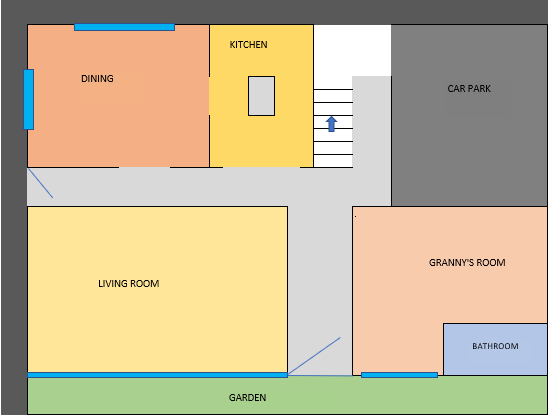 KITCHEN
DINING
CAR PARK
GRANNY'S ROOM
LIVING ROOM
BATHROOM
GARDEN